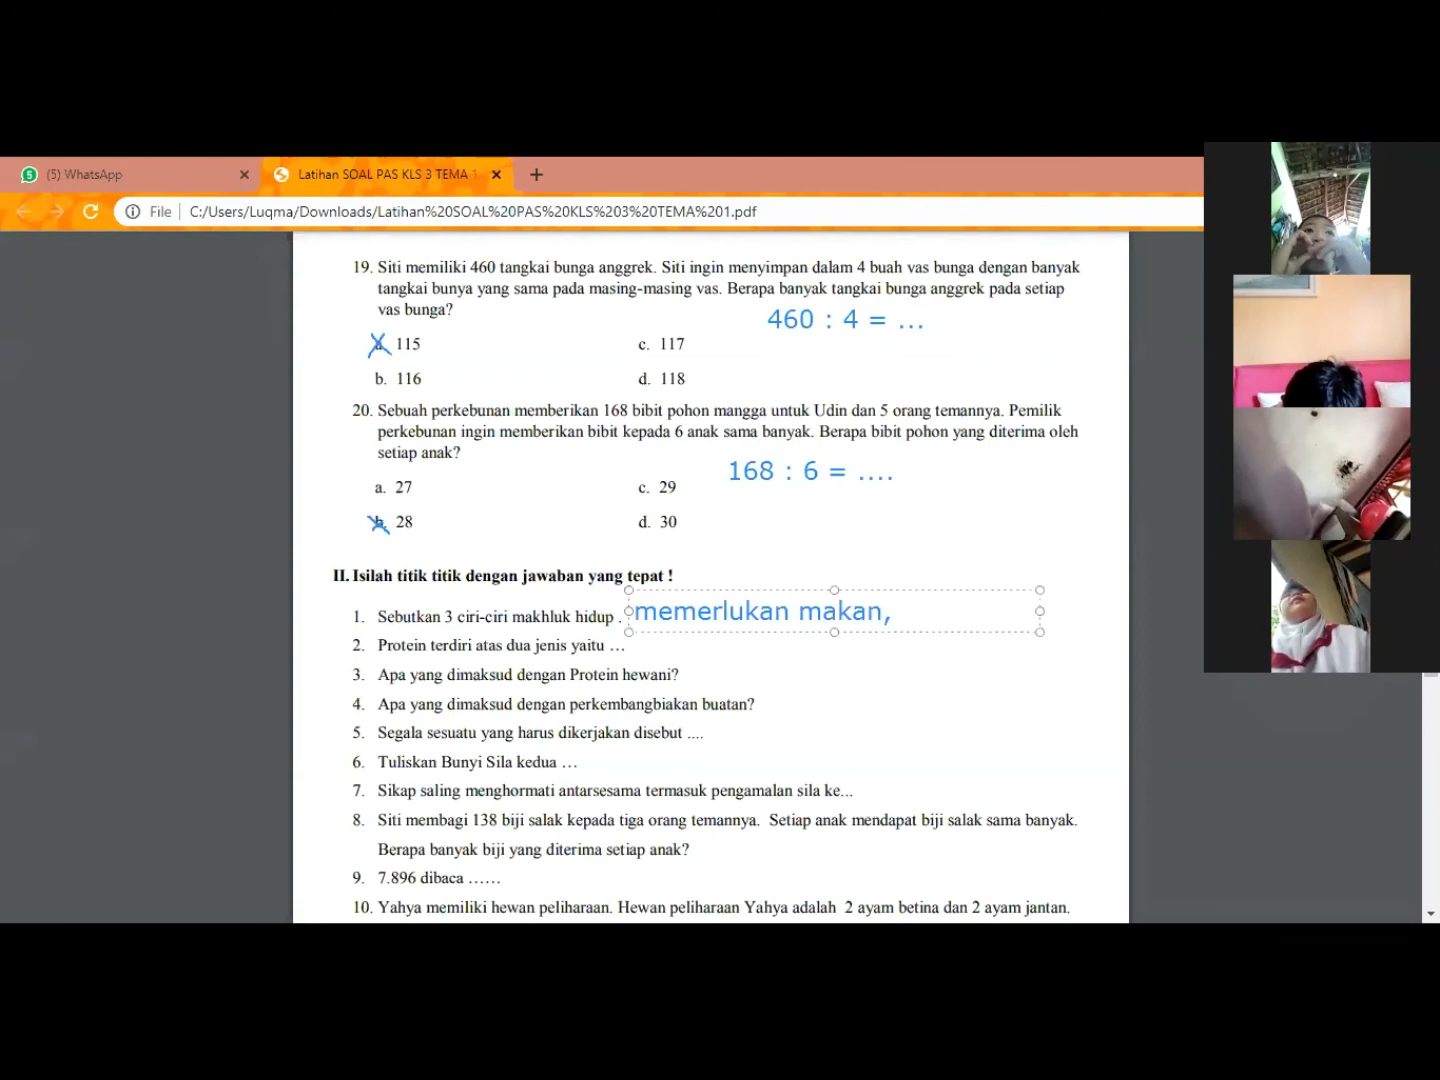 (5) WhatsApp
Latihan SOAL PAS KLS 3 TEMA 1
File C:/Users/Luqma/Downloads/Latihan%20SOAL%20PAS%20KLS%203%20TEMA%201.pdf
19. Siti memiliki 460 tangkai bunga anggrek. Siti ingin menyimpan dalam 4 buah vas bunga dengan banyak
tangkai bunya yang sama pada masing-masing vas. Berapa banyak tangkai bunga anggrek pada setiap
vas bunga?
460 : 4 = ...
a. 115
c. 117
b. 116
d. 118
20. Sebuah perkebunan memberikan 168 bibit pohon mangga untuk Udin dan 5 orang temannya. Pemilik
perkebunan ingin memberikan bibit kepada 6 anak sama banyak. Berapa bibit pohon yang diterima oleh
setiap anak?
168 : 6 = ....
a. 27
c. 29
b. 28
d. 30
II. Isilah titik titik dengan jawaban yang tepat !
1. Sebutkan 3 ciri-ciri makhluk hidup . memerlukan makan,
2. Protein terdiri atas dua jenis yaitu …
3. Apa yang dimaksud dengan Protein hewani?
4. Apa yang dimaksud dengan perkembangbiakan buatan?
5. Segala sesuatu yang harus dikerjakan disebut ....
6. Tuliskan Bunyi Sila kedua …
7. Sikap saling menghormati antarsesama termasuk pengamalan sila ke...
8. Siti membagi 138 biji salak kepada tiga orang temannya. Setiap anak mendapat biji salak sama banyak.
Berapa banyak biji yang diterima setiap anak?
9. 7.896 dibaca ……
10. Yahya memiliki hewan peliharaan. Hewan peliharaan Yahya adalah 2 ayam betina dan 2 ayam jantan.